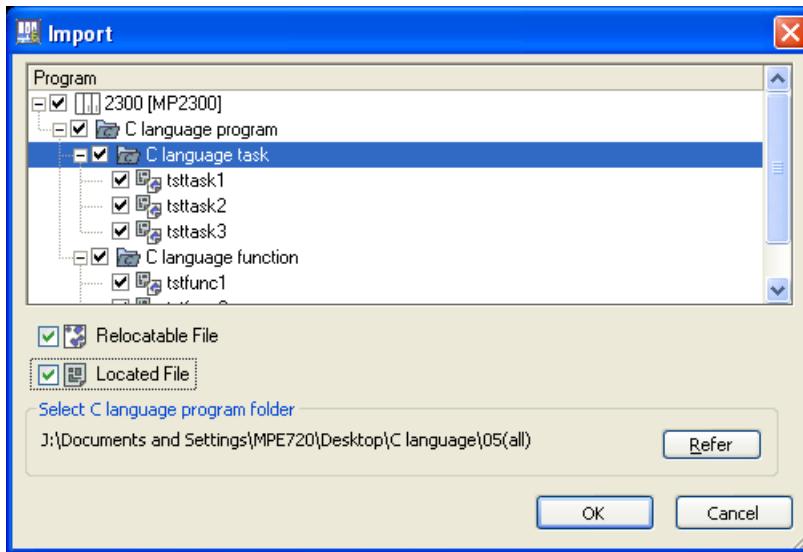 Import
Program
2300 [MP2300]
C language program
C language task
tsttask1
tsttask2
tsttask3
C language function
tstfunc1
Relocatable File
Located File
Select C language program folder
J:\Documents and Settings\MPE720\Desktop\C language\05(all)
Refer
OK
Cancel